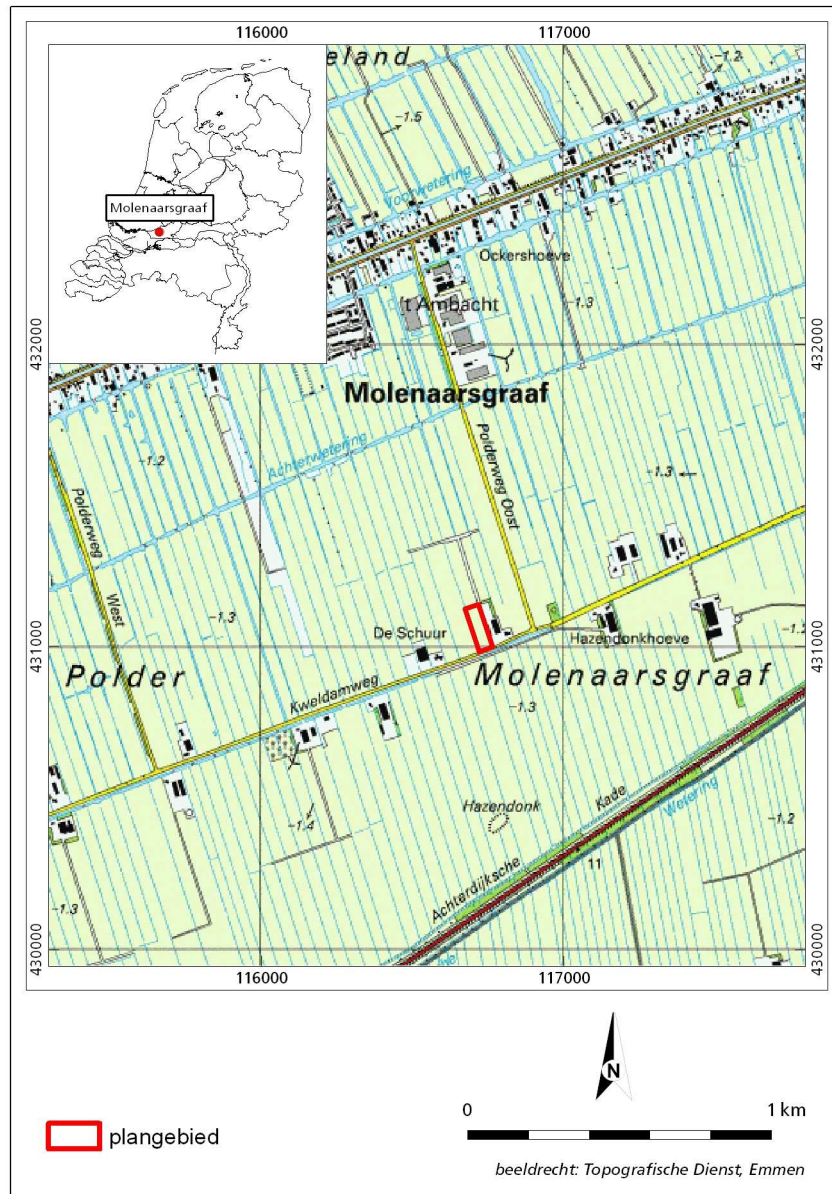 116000
117000
eland
-1.2
-1.5
Voorwetering
Molenaarsgraaf
Ockershoeve
-1.3
't Ambacht
432000
432000
Molenaarsgraaf
Achterwetering
Polderweg Oost
-1.2
-1.3
Polderweg
West
-1.3
De Schuur
Hazendonkhoeve
-1.2
431000
431000
Polder
Molenaarsgraaf
Kweldamweg
-1.3
Hazendonk
Kade
Wetering
-1.4
-1.2
Achterdijksche
11
-1.3
430000
430000
116000
117000
N
0
1 km
plangebied
beeldrecht: Topografische Dienst, Emmen